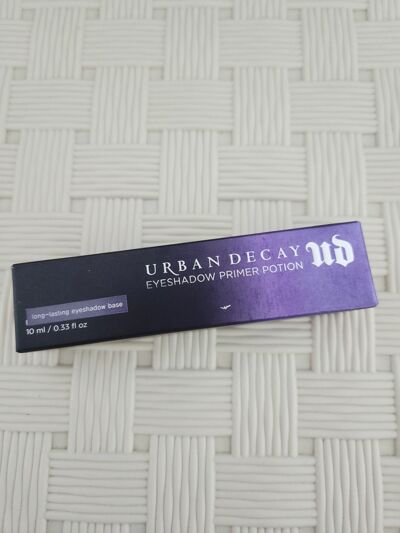 URBAN DECAY
UD
EYESHADOW PRIMER POTION
long-lasting eyeshadow base
10 ml / 0.33 fl oz